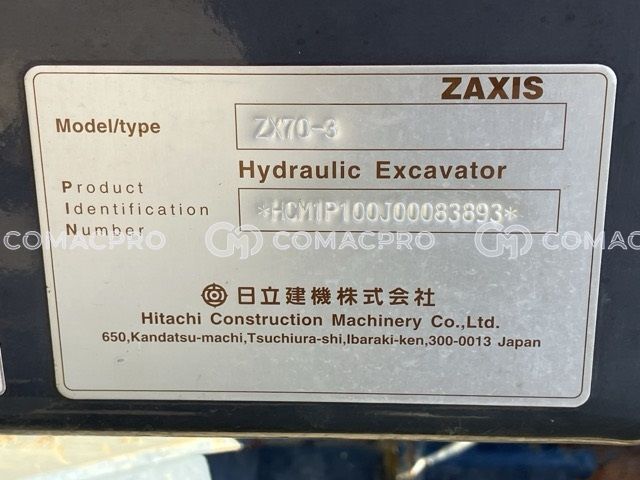 ZAXIS
Model/type ZX70-3
Hydraulic Excavator
Product
Identification
Number
*HCM1P100J00083893*
COMACPRO COMACPRO COMACPRO
日立建機株式会社
Hitachi Construction Machinery Co.,Ltd.
650,Kandatsu-machi,Tsuchiura-shi,Ibaraki-ken,300-0013 Japan